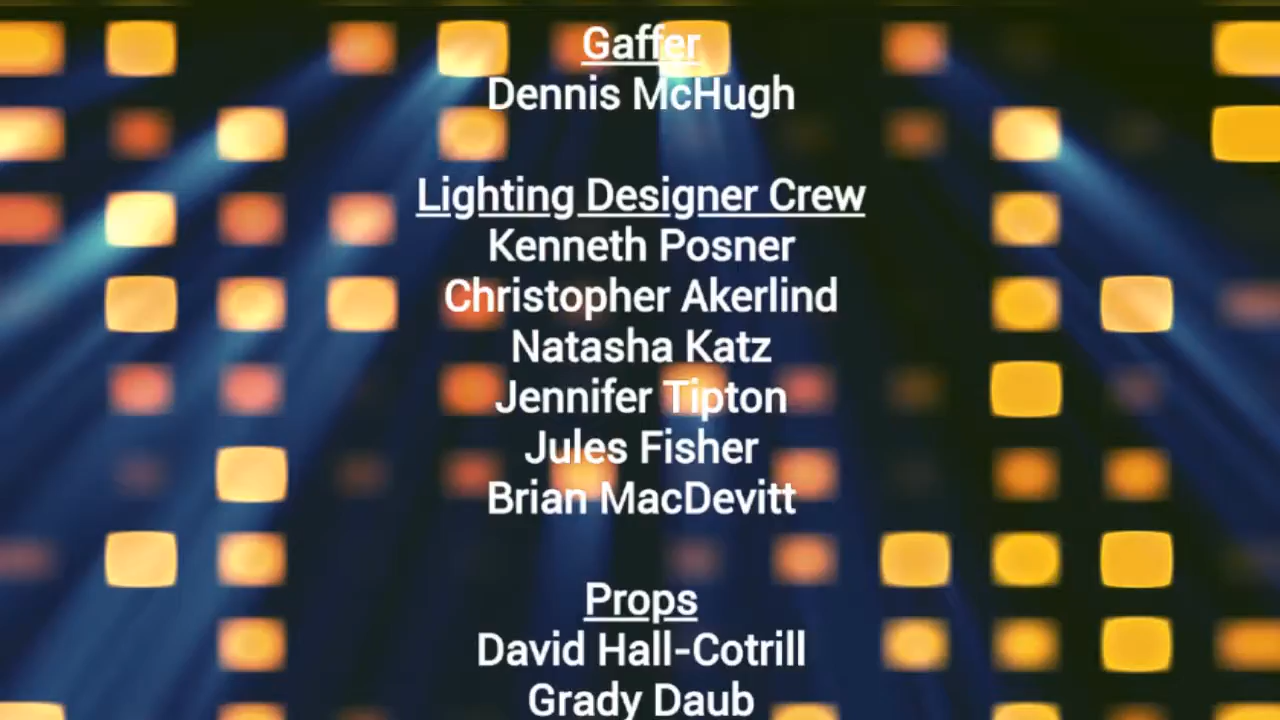 Gaffer
Dennis McHugh
Lighting Designer Crew
Kenneth Posner
Christopher Akerlind
Natasha Katz
Jennifer Tipton
Jules Fisher
Brian MacDevitt
Props
David Hall-Cotrill
Grady Daub